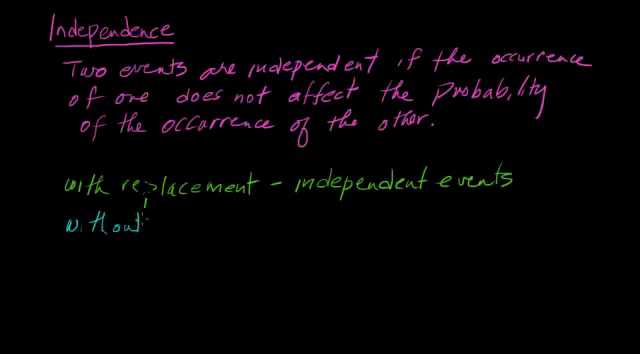 Independence
Two events are independent if the occurrence
of one does not affect the probability
of the occurrence of the other.
with replacement - independent events
without